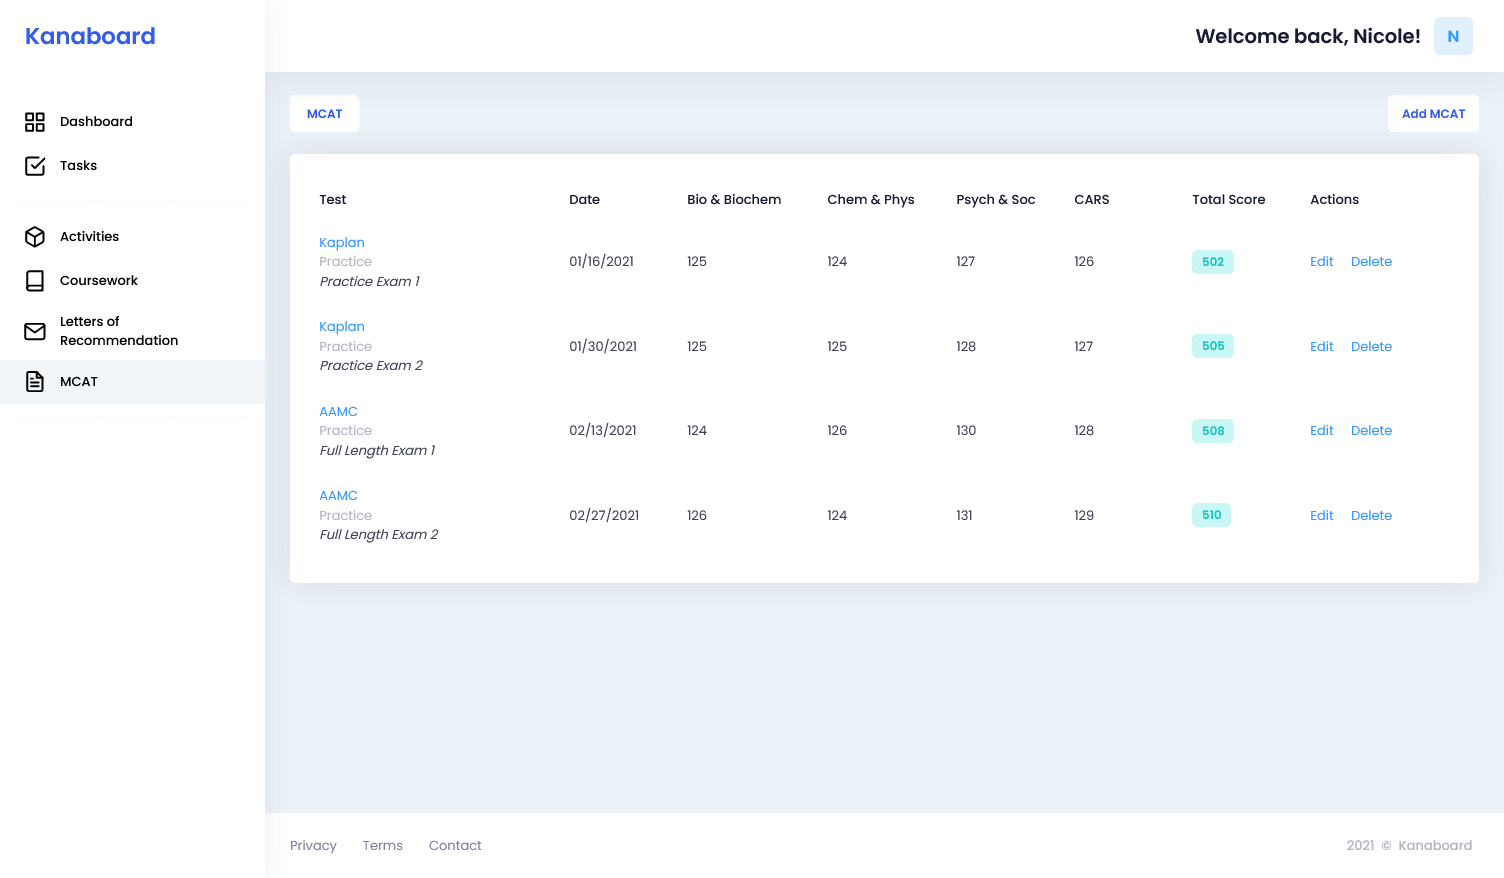 Kanaboard
Welcome back, Nicole!
N
Dashboard
Tasks
Activities
Coursework
Letters of
Recommendation
MCAT
MCAT
Add MCAT
Test Date Bio & Biochem Chem & Phys Psych & Soc CARS Total Score Actions
Kaplan
Practice 01/16/2021 125 124 127 126 502 Edit Delete
Practice Exam 1
Kaplan
Practice 01/30/2021 125 125 128 127 505 Edit Delete
Practice Exam 2
AAMC
Practice 02/13/2021 124 126 130 128 508 Edit Delete
Full Length Exam 1
AAMC
Practice 02/27/2021 126 124 131 129 510 Edit Delete
Full Length Exam 2
Privacy Terms Contact
2021 © Kanaboard